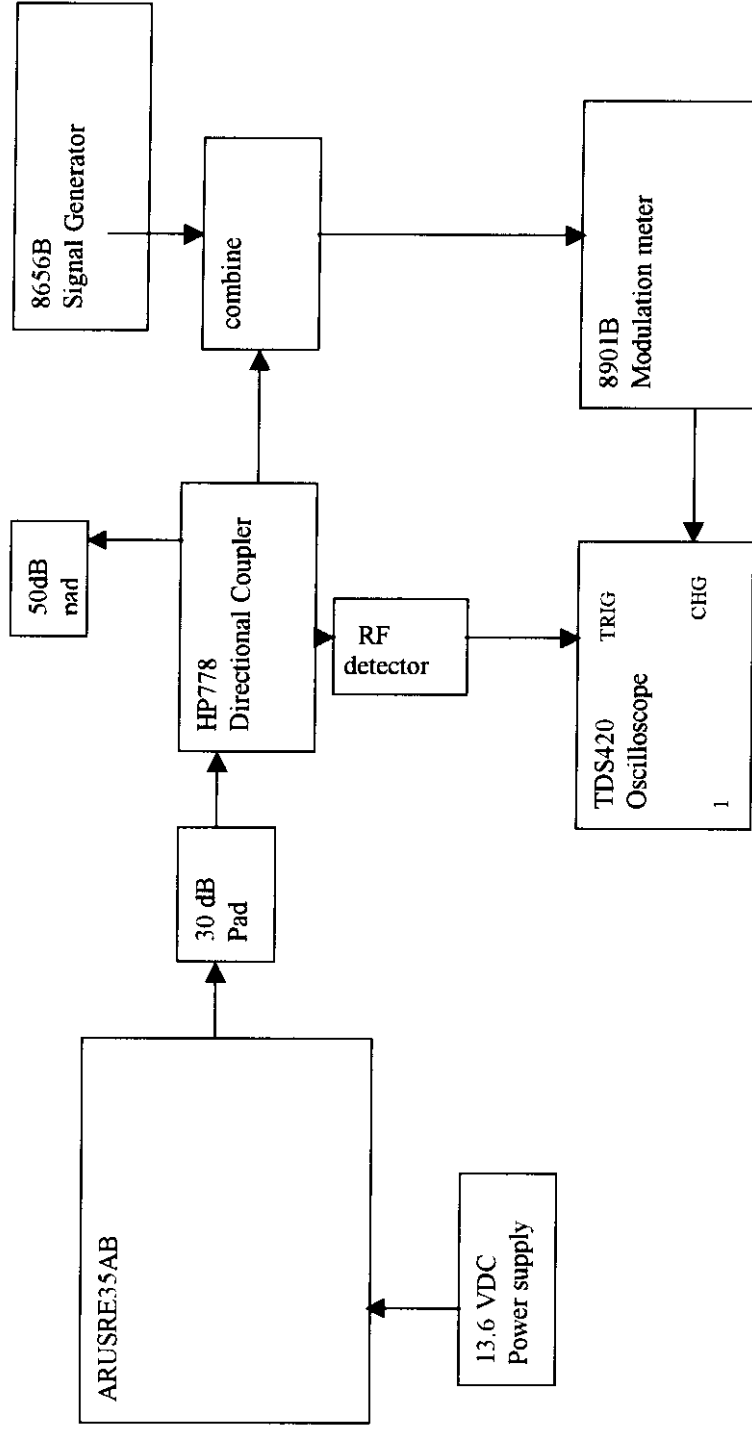 ARUSRE35AB
13.6 VDC
Power supply
30 dB
Pad
50dB
nad
HP778
Directional Coupler
RF
detector
8656B
Signal Generator
combine
TDS420
Oscilloscope
TRIG
CHG
1
8901B
Modulation meter